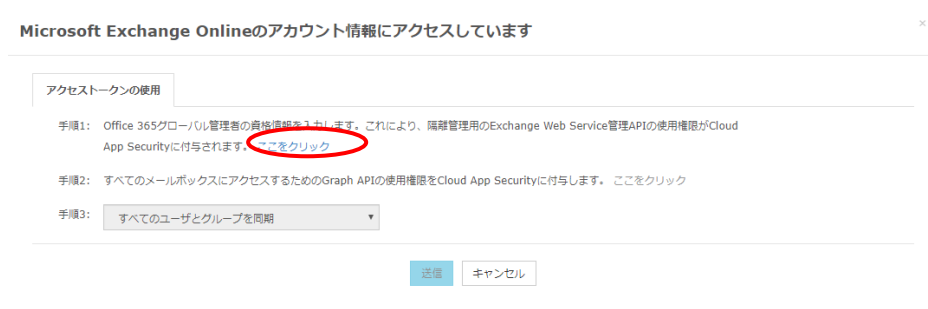 Microsoft Exchange Onlineのアカウント情報にアクセスしています
×
アクセストークンの使用
手順1: Office 365グローバル管理者の資格情報を入力します。これにより、隔離管理用のExchange Web Service管理APIの使用権限がCloud
App Securityに付与されます。 ここをクリック
手順2: すべてのメールボックスにアクセスするためのGraph APIの使用権限をCloud App Securityに付与します。 ここをクリック
手順3: すべてのユーザとグループを同期 ▼
送信 キャンセル